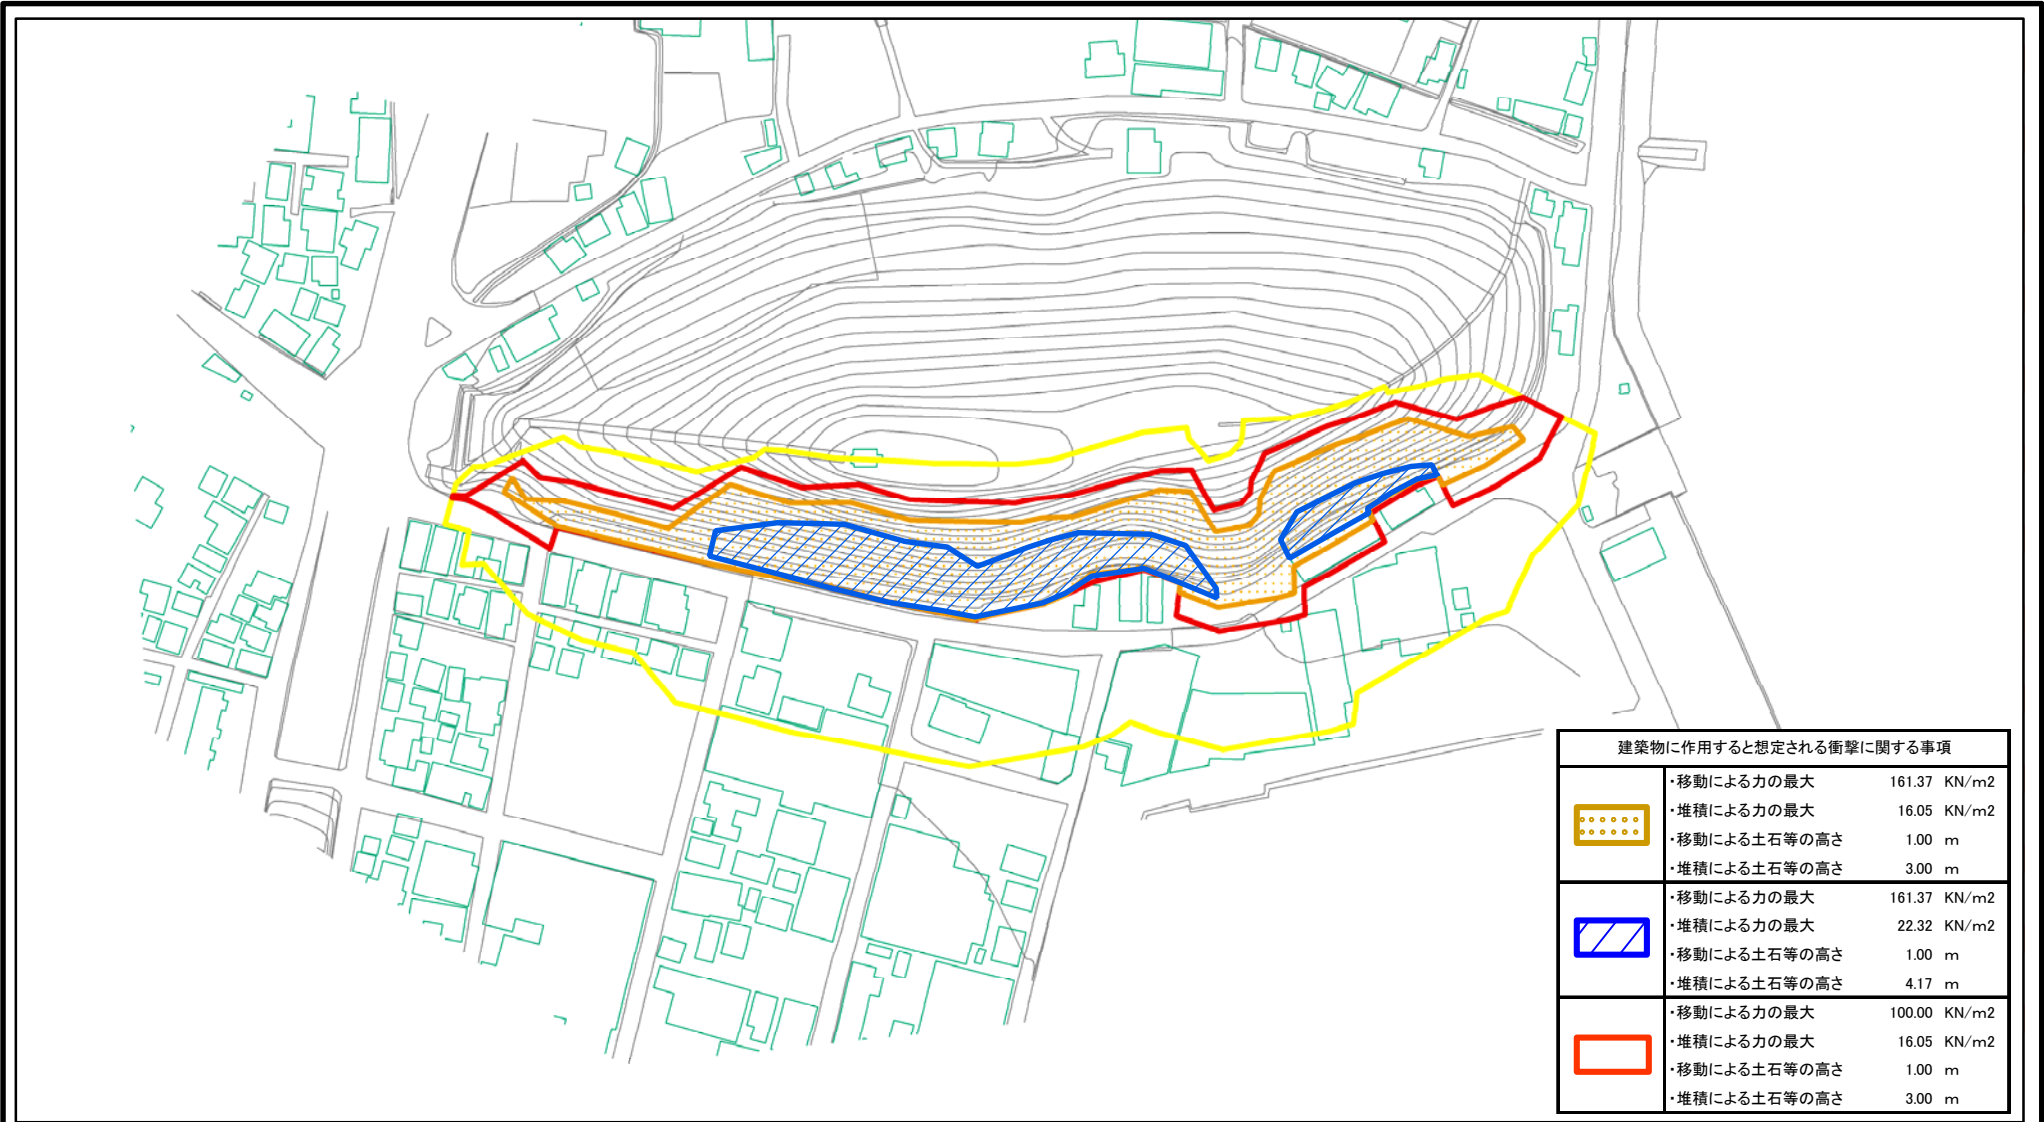 建築物に作用すると想定される衝撃に関する事項
・移動による力の最大 161.37 KN/m2
・堆積による力の最大 16.05 KN/m2
・移動による土石等の高さ 1.00 m
・堆積による土石等の高さ 3.00 m
・移動による力の最大 161.37 KN/m2
・堆積による力の最大 22.32 KN/m2
・移動による土石等の高さ 1.00 m
・堆積による土石等の高さ 4.17 m
・移動による力の最大 100.00 KN/m2
・堆積による力の最大 16.05 KN/m2
・移動による土石等の高さ 1.00 m
・堆積による土石等の高さ 3.00 m